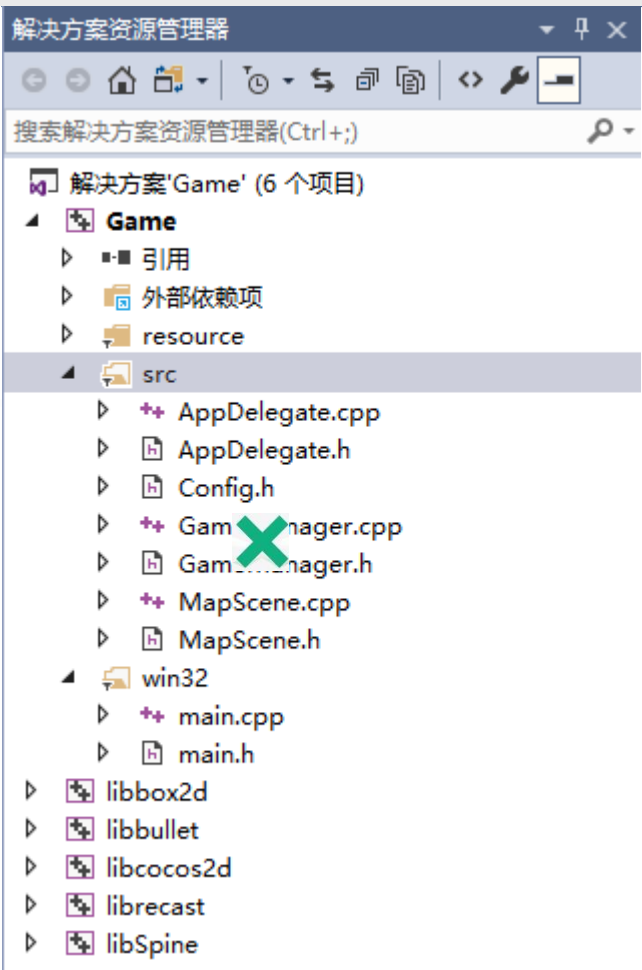 解决方案资源管理器
搜索解决方案资源管理器(Ctrl+;)
解决方案'Game' (6 个项目)
Game
引用
外部依赖项
resource
src
AppDelegate.cpp
AppDelegate.h
Config.h
Gam nager.cpp
Gam nager.h
MapScene.cpp
MapScene.h
win32
main.cpp
main.h
libbox2d
libbullet
libcocos2d
librecast
libSpine